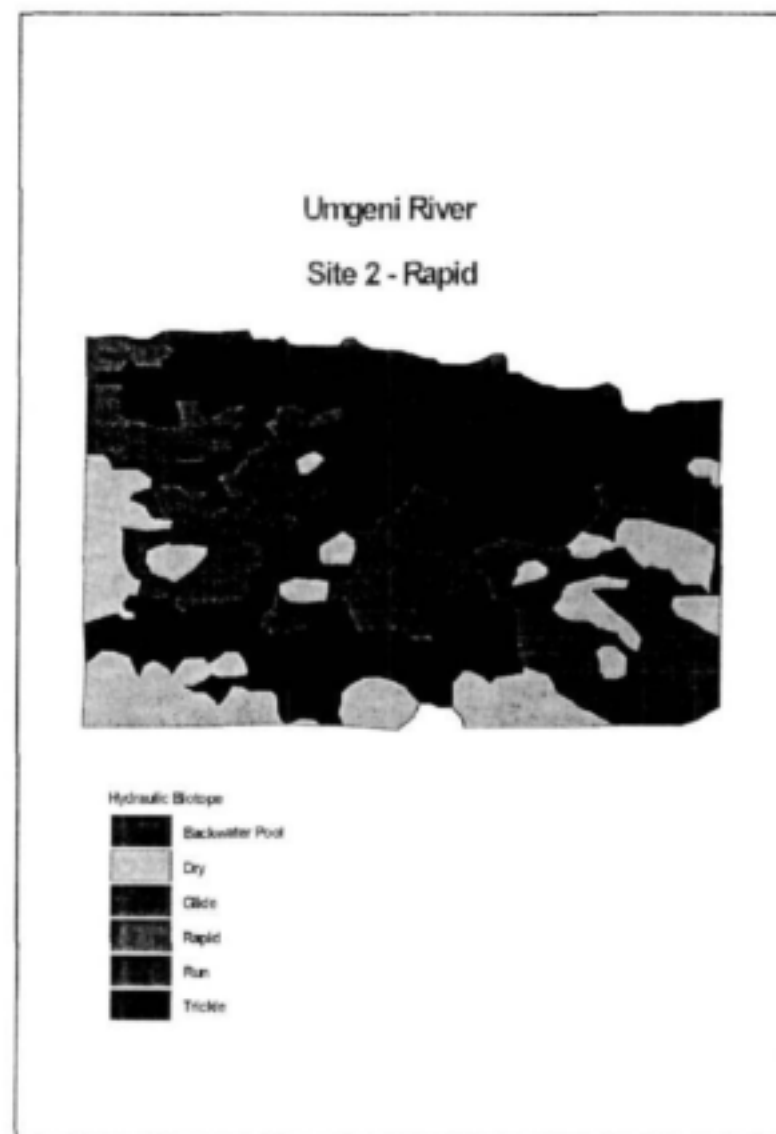 Umgeni River
Site 2 - Rapid
Hydraulic Biotope
Backwater Pool
Dry
Glide
Rapid
Run
Trickle